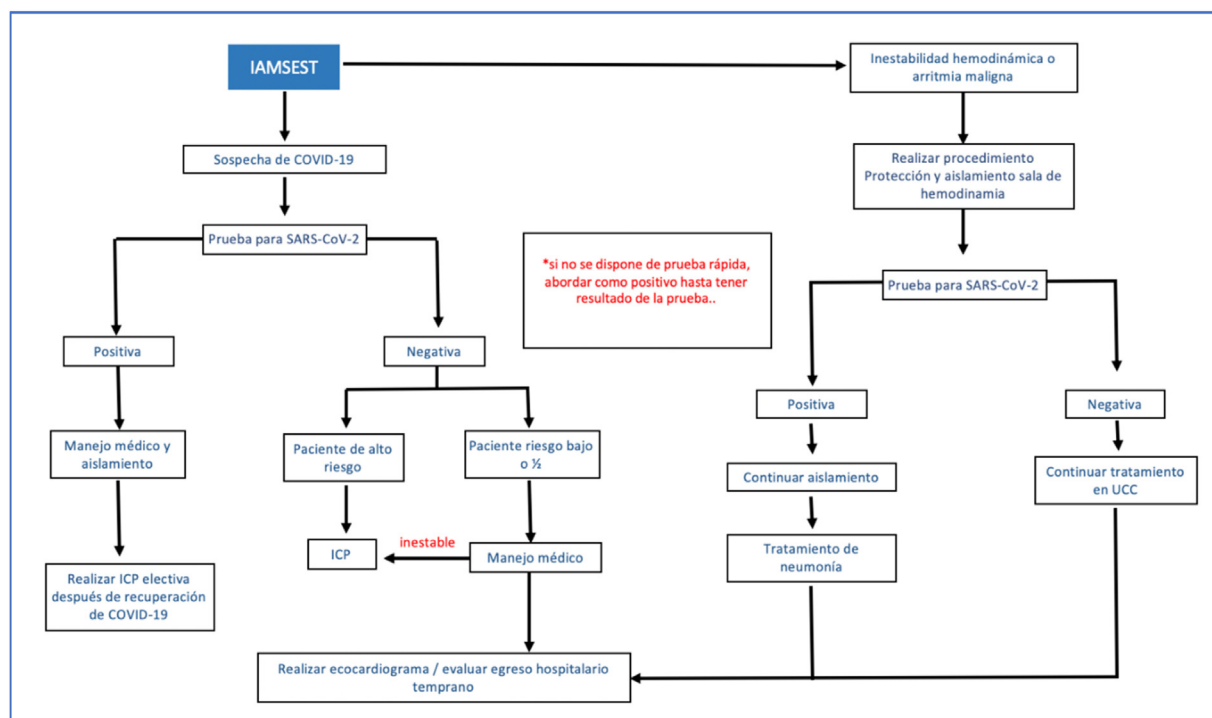 IAMSEST
Inestabilidad hemodinámica o
arritmia maligna
Sospecha de COVID-19
Realizar procedimiento
Protección y aislamiento sala de
hemodinamia
Prueba para SARS-CoV-2
*si no se dispone de prueba rápida,
abordar como positivo hasta tener
resultado de la prueba..
Prueba para SARS-CoV-2
Positiva
Negativa
Positiva
Negativa
Manejo médico y
aislamiento
Paciente de alto
riesgo
Paciente riesgo bajo
o ½
Continuar aislamiento
Continuar tratamiento
en UCC
inestable
ICP
Manejo médico
Tratamiento de
neumonía
Realizar ICP electiva
después de recuperación
de COVID-19
Realizar ecocardiograma / evaluar egreso hospitalario
temprano